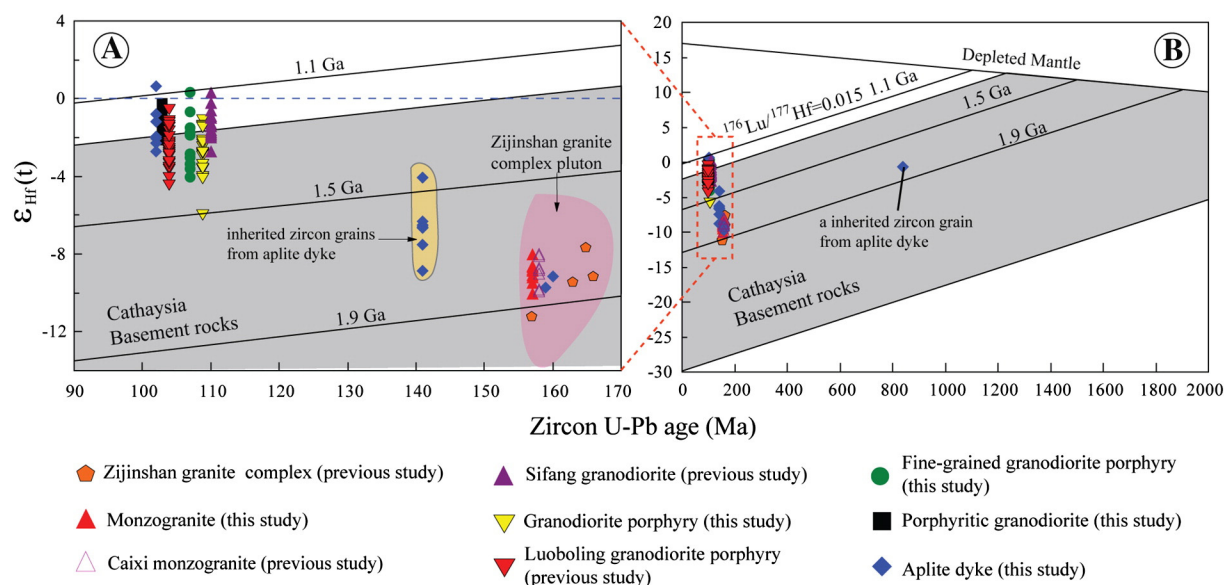 A
B
4
0
-4
-8
-12
εHf(t)
1.1 Ga
1.5 Ga
1.9 Ga
Zijinshan granite
complex pluton
inherited zircon grains
from aplite dyke
Cathaysia
Basement rocks
90 100 110 120 130 140 150 160 170
20
15
10
5
0
-5
-10
-15
-20
-25
-30
Depleted Mantle
¹⁷⁶Lu/¹⁷⁷Hf=0.015 1.1 Ga
1.5 Ga
1.9 Ga
a inherited zircon grain
from aplite dyke
Cathaysia
Basement rocks
0 200 400 600 800 1000 1200 1400 1600 1800 2000
Zircon U-Pb age (Ma)
Zijinshan granite complex (previous study)
Monzogranite (this study)
Caixi monzogranite (previous study)
Sifang granodiorite (previous study)
Granodiorite porphyry (this study)
Luoboling granodiorite porphyry
(previous study)
Fine-grained granodiorite porphyry
(this study)
Porphyritic granodiorite (this study)
Aplite dyke (this study)